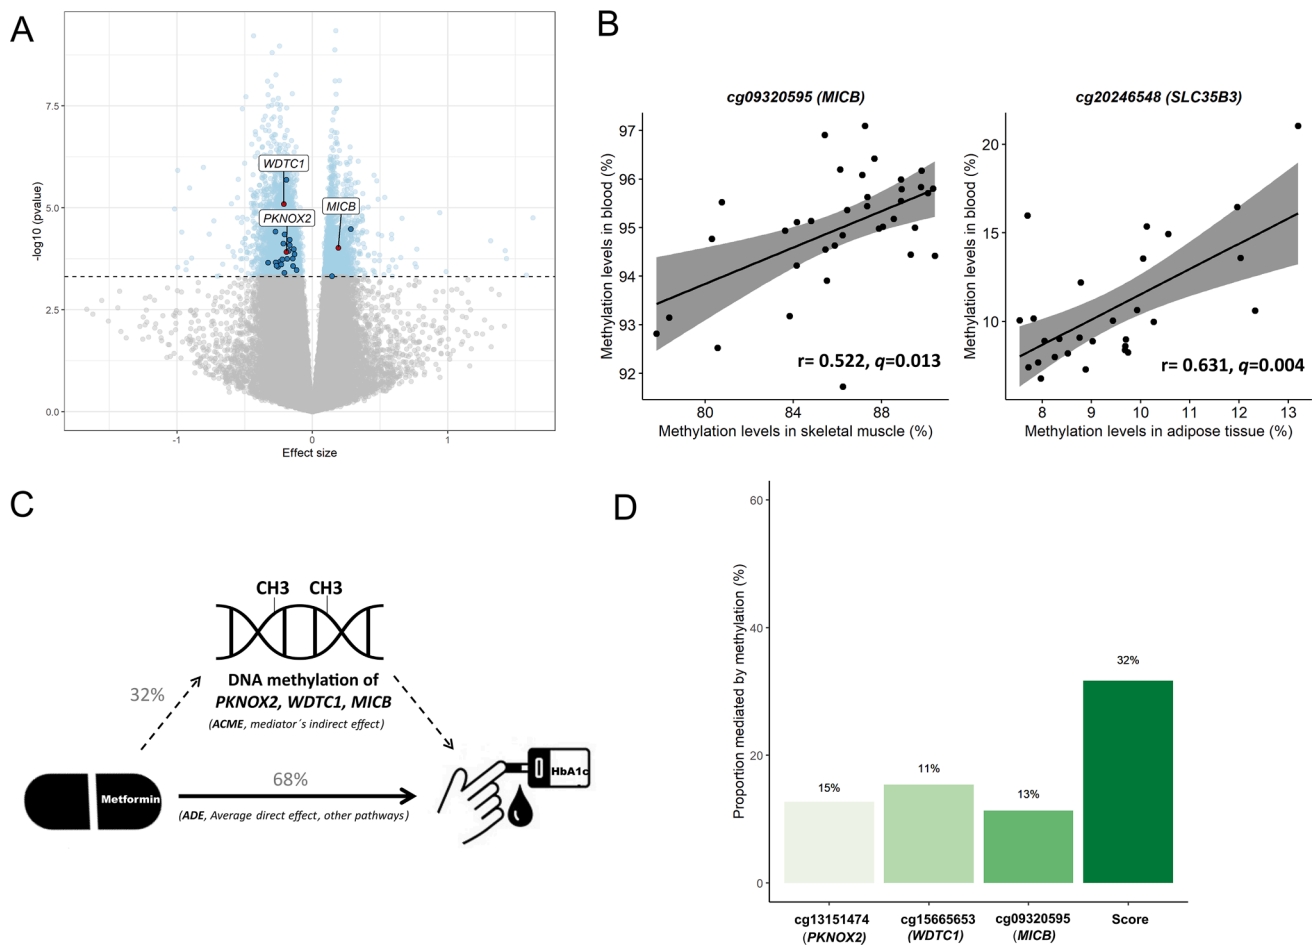 A
7.5
5.0
2.5
0.0
-log10 (pvalue)
WDTC1
PKNOX2
MICB
-1
0
1
Effect size
B
cg09320595 (MICB)
97
96
95
94
93
92
Methylation levels in blood (%)
r= 0.522, q=0.013
80
84
88
Methylation levels in skeletal muscle (%)
cg20246548 (SLC35B3)
20
15
10
Methylation levels in blood (%)
r= 0.631, q=0.004
8
9
10
11
12
13
Methylation levels in adipose tissue (%)
C
CH3 CH3
DNA methylation of
PKNOX2, WDTC1, MICB
(ACME, mediator´s indirect effect)
32%
68%
Metformin
(ADE, Average direct effect, other pathways)
HbA1c
D
60
40
20
0
Proportion mediated by methylation (%)
15%
11%
13%
32%
cg13151474
(PKNOX2)
cg15665653
(WDTC1)
cg09320595
(MICB)
Score